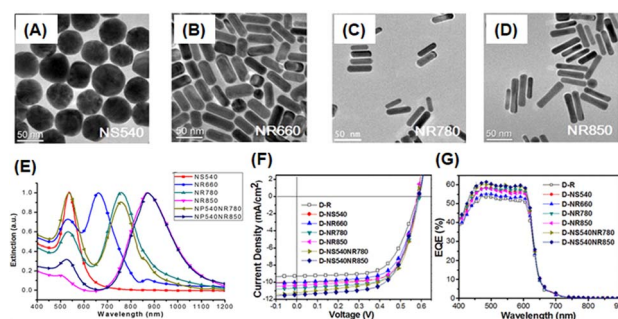 (A)
NS540
50 nm
(B)
NR660
50 nm
(C)
NR780
50 nm
(D)
NR850
50 nm
(E)
Extinction (a.u.)
1.0
0.8
0.6
0.4
0.2
0.0
NS540
NR660
NR780
NR850
NP540NR780
NP540NR850
400 500 600 700 800 900 1000 1100 1200
Wavelength (nm)
(F)
Current Density (mA/cm2)
2
0
-2
-4
-6
-8
-10
-12
D-R
D-NS540
D-NR660
D-NR780
D-NR850
D-NS540NR780
D-NS540NR850
-0.1 0.0 0.1 0.2 0.3 0.4 0.5 0.6
Voltage (V)
(G)
EQE (%)
80
70
60
50
40
30
20
10
0
D-R
D-NS540
D-NR660
D-NR780
D-NR850
D-NS540NR780
D-NS540NR850
400 500 600 700 800 900
Wavelength (nm)